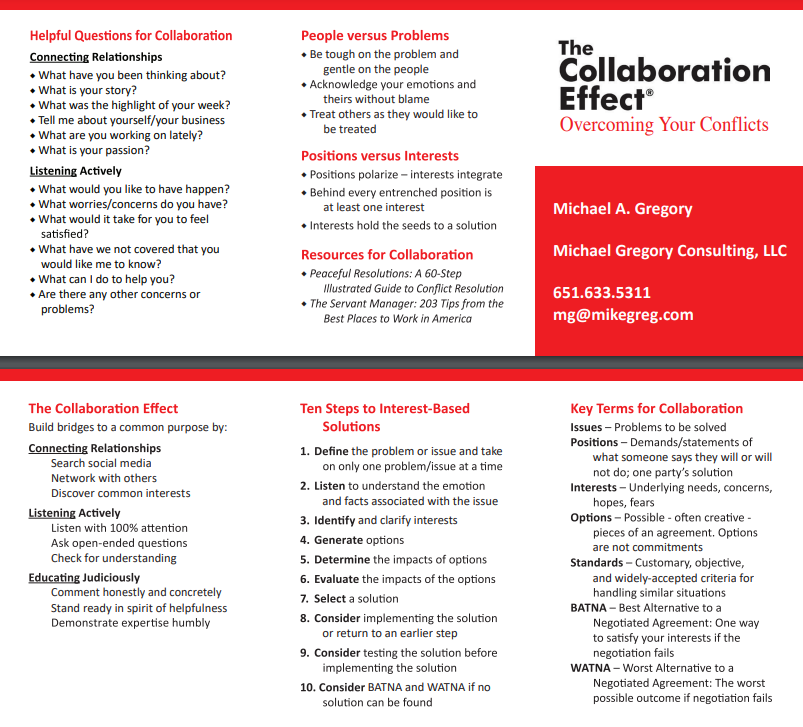 Helpful Questions for Collaboration
Connecting Relationships
◆ What have you been thinking about?
◆ What is your story?
◆ What was the highlight of your week?
◆ Tell me about yourself/your business
◆ What are you working on lately?
◆ What is your passion?
Listening Actively
◆ What would you like to have happen?
◆ What worries/concerns do you have?
◆ What would it take for you to feel
satisfied?
◆ What have we not covered that you
would like me to know?
◆ What can I do to help you?
◆ Are there any other concerns or
problems?
People versus Problems
◆ Be tough on the problem and
gentle on the people
◆ Acknowledge your emotions and
theirs without blame
◆ Treat others as they would like to
be treated
Positions versus Interests
◆ Positions polarize – interests integrate
◆ Behind every entrenched position is
at least one interest
◆ Interests hold the seeds to a solution
Resources for Collaboration
◆ Peaceful Resolutions: A 60-Step
Illustrated Guide to Conflict Resolution
◆ The Servant Manager: 203 Tips from the
Best Places to Work in America
The
Collaboration
Effect®
Overcoming Your Conflicts
Michael A. Gregory
Michael Gregory Consulting, LLC
651.633.5311
mg@mikegreg.com
The Collaboration Effect
Build bridges to a common purpose by:
Connecting Relationships
Search social media
Network with others
Discover common interests
Listening Actively
Listen with 100% attention
Ask open-ended questions
Check for understanding
Educating Judiciously
Comment honestly and concretely
Stand ready in spirit of helpfulness
Demonstrate expertise humbly
Ten Steps to Interest-Based
Solutions
1. Define the problem or issue and take
on only one problem/issue at a time
2. Listen to understand the emotion
and facts associated with the issue
3. Identify and clarify interests
4. Generate options
5. Determine the impacts of options
6. Evaluate the impacts of the options
7. Select a solution
8. Consider implementing the solution
or return to an earlier step
9. Consider testing the solution before
implementing the solution
10. Consider BATNA and WATNA if no
solution can be found
Key Terms for Collaboration
Issues – Problems to be solved
Positions – Demands/statements of
what someone says they will or will
not do; one party's solution
Interests – Underlying needs, concerns,
hopes, fears
Options – Possible - often creative -
pieces of an agreement. Options
are not commitments
Standards – Customary, objective,
and widely-accepted criteria for
handling similar situations
BATNA – Best Alternative to a
Negotiated Agreement: One way
to satisfy your interests if the
negotiation fails
WATNA – Worst Alternative to a
Negotiated Agreement: The worst
possible outcome if negotiation fails